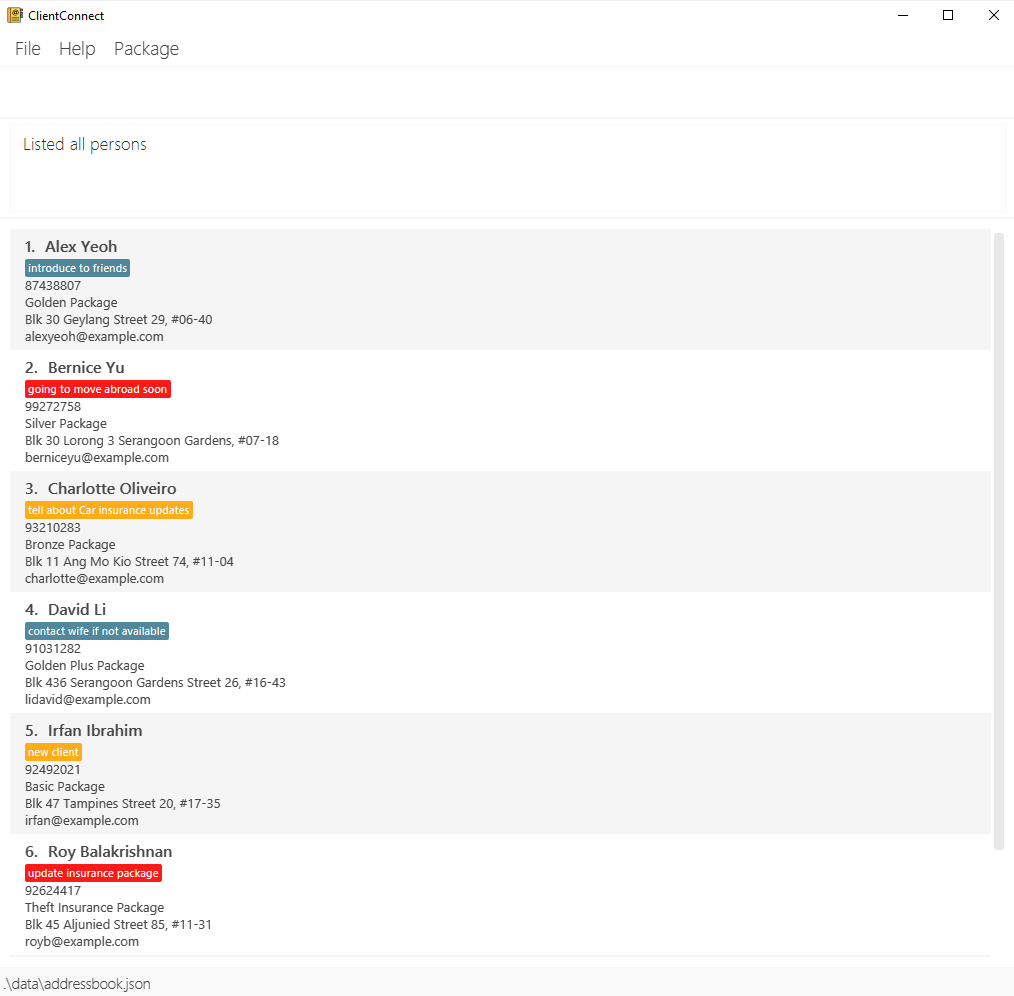 ClientConnect
File Help Package
Listed all persons
1. Alex Yeoh
introduce to friends
87438807
Golden Package
Blk 30 Geylang Street 29, #06-40
alexyeoh@example.com
2. Bernice Yu
going to move abroad soon
99272758
Silver Package
Blk 30 Lorong 3 Serangoon Gardens, #07-18
berniceyu@example.com
3. Charlotte Oliveiro
tell about Car insurance updates
93210283
Bronze Package
Blk 11 Ang Mo Kio Street 74, #11-04
charlotte@example.com
4. David Li
contact wife if not available
91031282
Golden Plus Package
Blk 436 Serangoon Gardens Street 26, #16-43
lidavid@example.com
5. Irfan Ibrahim
new client
92492021
Basic Package
Blk 47 Tampines Street 20, #17-35
irfan@example.com
6. Roy Balakrishnan
update insurance package
92624417
Theft Insurance Package
Blk 45 Aljunied Street 85, #11-31
royb@example.com
.\data\addressbook.json